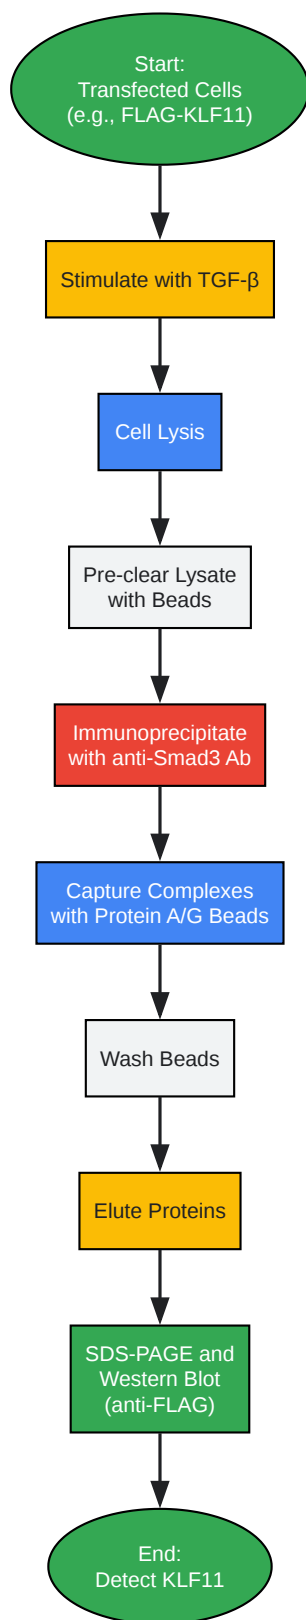 Start:
Transfected Cells
(e.g., FLAG-KLF11)
Stimulate with TGF-β
Cell Lysis
Pre-clear Lysate
with Beads
Immunoprecipitate
with anti-Smad3 Ab
Capture Complexes
with Protein A/G Beads
Wash Beads
Elute Proteins
SDS-PAGE and
Western Blot
(anti-FLAG)
End:
Detect KLF11